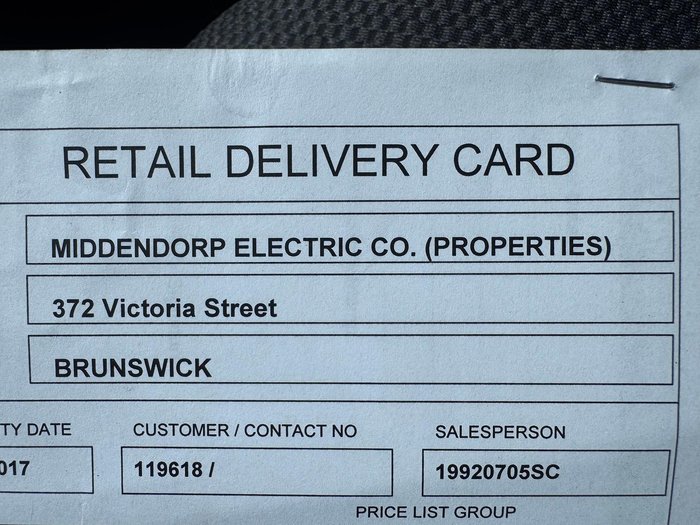 RETAIL DELIVERY CARD
MIDDENDORP ELECTRIC CO. (PROPERTIES)
372 Victoria Street
BRUNSWICK
TY DATE CUSTOMER / CONTACT NO SALESPERSON
017 119618 / 19920705SC
PRICE LIST GROUP